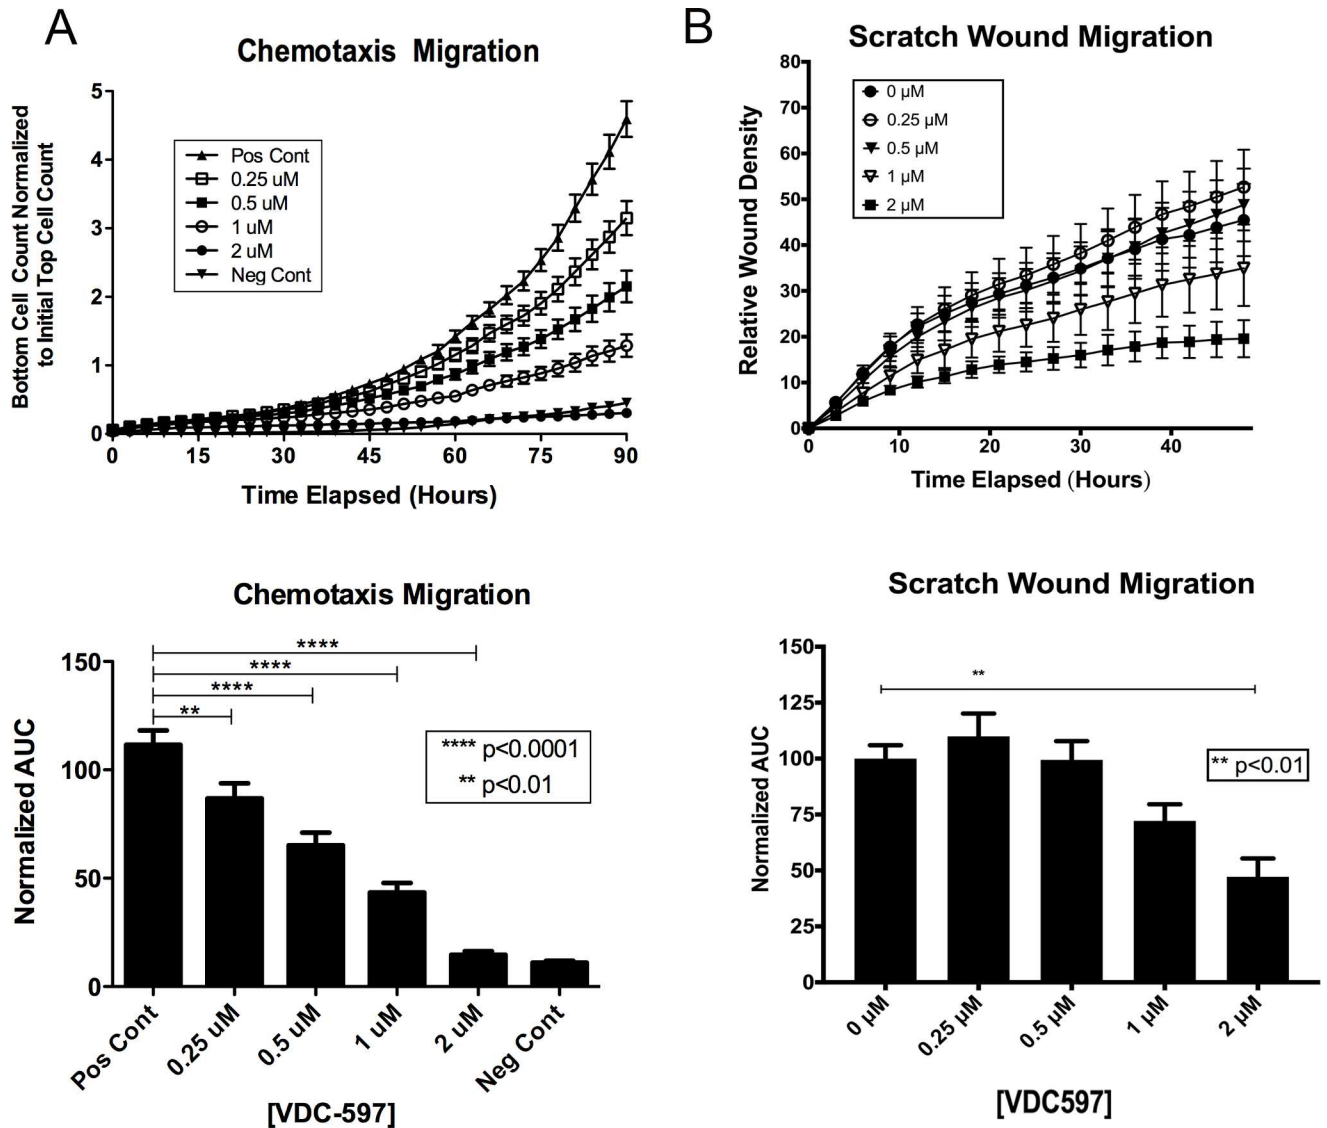 A
Chemotaxis Migration
Bottom Cell Count Normalized
to Initial Top Cell Count
5
4
3
2
1
0
Pos Cont
0.25 uM
0.5 uM
1 uM
2 uM
Neg Cont
0 15 30 45 60 75 90
Time Elapsed (Hours)
B
Scratch Wound Migration
Relative Wound Density
80
70
60
50
40
30
20
10
0
0 µM
0.25 µM
0.5 µM
1 µM
2 µM
0 10 20 30 40
Time Elapsed (Hours)
Chemotaxis Migration
Normalized AUC
150
100
50
0
****
****
****
**
**** p<0.0001
** p<0.01
Pos Cont 0.25 uM 0.5 uM 1 uM 2 uM Neg Cont
[VDC-597]
Scratch Wound Migration
Normalized AUC
150
125
100
75
50
25
0
**
** p<0.01
0 µM 0.25 µM 0.5 µM 1 µM 2 µM
[VDC597]